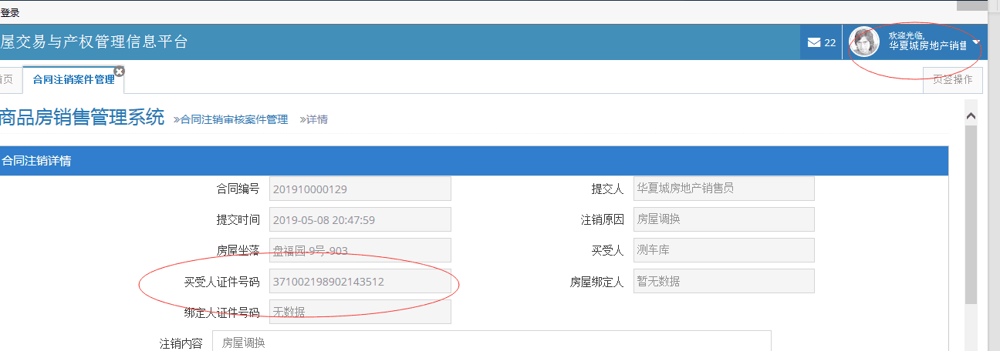 登录
屋交易与产权管理信息平台
22
欢迎光临,
华夏城房地产销售
首页
合同注销案件管理
页签操作
商品房销售管理系统 »合同注销审核案件管理 »详情
合同注销详情
合同编号 201910000129 提交人 华夏城房地产销售员
提交时间 2019-05-08 20:47:59 注销原因 房屋调换
房屋坐落 盘福园-9号-903 买受人 测车库
买受人证件号码 371002198902143512 房屋绑定人 暂无数据
绑定人证件号码 无数据
注销内容 房屋调换